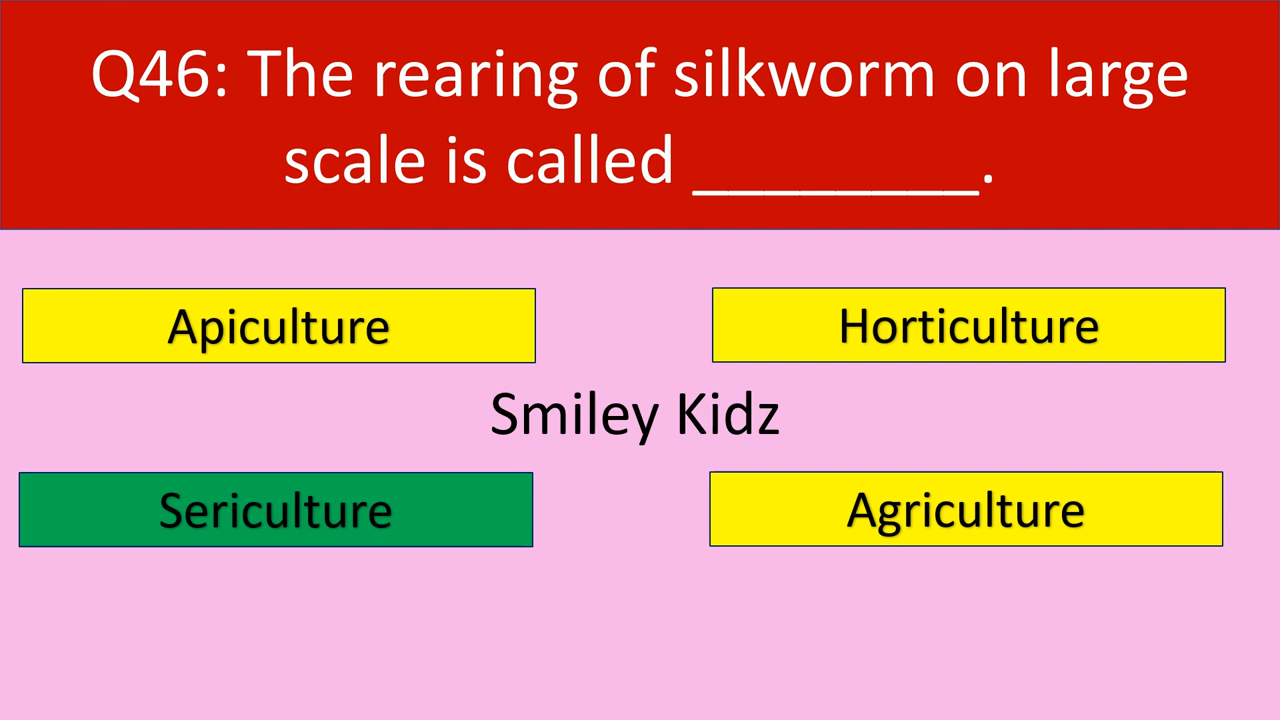 Q46: The rearing of silkworm on large
scale is called ________.
Apiculture
Horticulture
Smiley Kidz
Sericulture
Agriculture